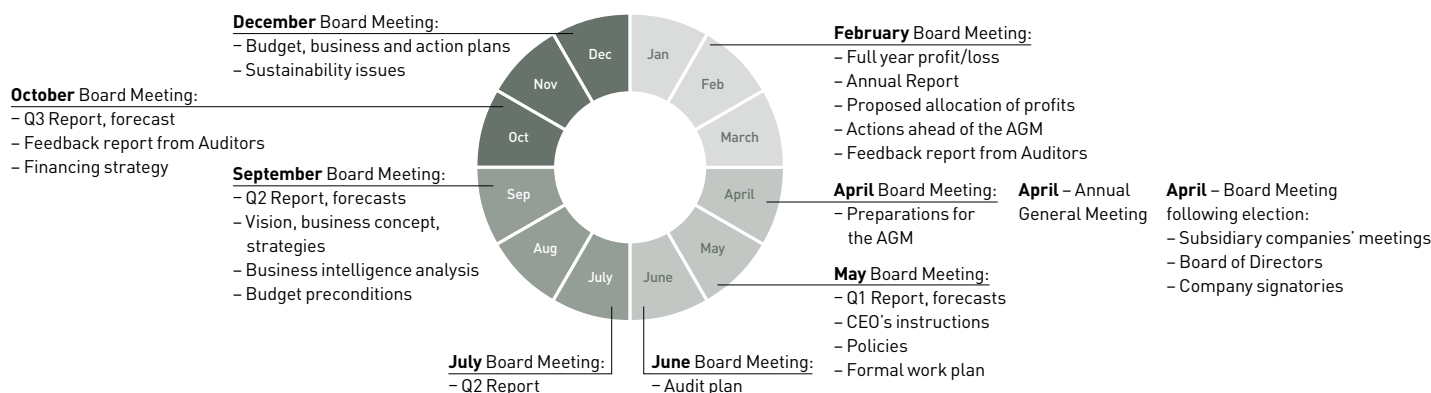 December Board Meeting:
– Budget, business and action plans
– Sustainability issues
October Board Meeting:
– Q3 Report, forecast
– Feedback report from Auditors
– Financing strategy
September Board Meeting:
– Q2 Report, forecasts
– Vision, business concept,
strategies
– Business intelligence analysis
– Budget preconditions
July Board Meeting:
– Q2 Report
June Board Meeting:
– Audit plan
Jan
Feb
March
April
May
June
July
Aug
Sep
Oct
Nov
Dec
February Board Meeting:
– Full year profit/loss
– Annual Report
– Proposed allocation of profits
– Actions ahead of the AGM
– Feedback report from Auditors
April Board Meeting:
– Preparations for
the AGM
April – Annual
General Meeting
April – Board Meeting
following election:
– Subsidiary companies’ meetings
– Board of Directors
– Company signatories
May Board Meeting:
– Q1 Report, forecasts
– CEO’s instructions
– Policies
– Formal work plan